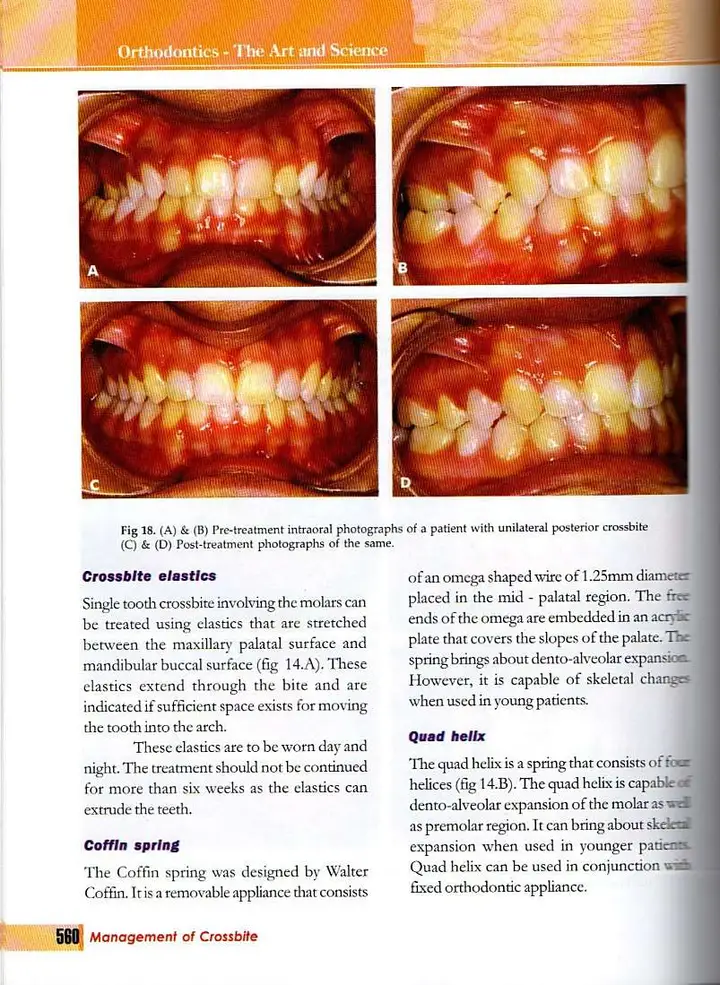 Orthodontics - The Art and Science
A
B
C
D
Fig 18. (A) & (B) Pre-treatment intraoral photographs of a patient with unilateral posterior crossbite
(C) & (D) Post-treatment photographs of the same.
Crossbite elastics
Single tooth crossbite involving the molars can
be treated using elastics that are stretched
between the maxillary palatal surface and
mandibular buccal surface (fig 14.A). These
elastics extend through the bite and are
indicated if sufficient space exists for moving
the tooth into the arch.
These elastics are to be worn day and
night. The treatment should not be continued
for more than six weeks as the elastics can
extrude the teeth.
Coffin spring
The Coffin spring was designed by Walter
Coffin. It is a removable appliance that consists
of an omega shaped wire of 1.25mm diameter
placed in the mid - palatal region. The free
ends of the omega are embedded in an acrylic
plate that covers the slopes of the palate. The
spring brings about dento-alveolar expansion.
However, it is capable of skeletal changes
when used in young patients.
Quad helix
The quad helix is a spring that consists of four
helices (fig 14.B). The quad helix is capable of
dento-alveolar expansion of the molar as well
as premolar region. It can bring about skeletal
expansion when used in younger patients.
Quad helix can be used in conjunction with
fixed orthodontic appliance.
560 Management of Crossbite